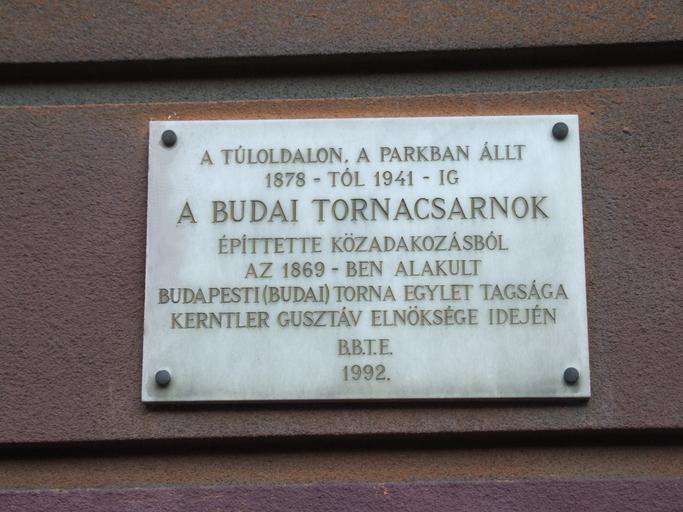 A TÚLOLDALON, A PARKBAN ÁLLT
1878 - TÓL 1941 - IG
A BUDAI TORNACSARNOK
ÉPÍTTETTE KÖZADAKOZÁSBÓL
AZ 1869 - BEN ALAKULT
BUDAPESTI (BUDAI) TORNA EGYLET TAGSÁGA
KERNTLER GUSZTÁV ELNÖKSÉGE IDEJÉN
B.B.T.E.
1992.